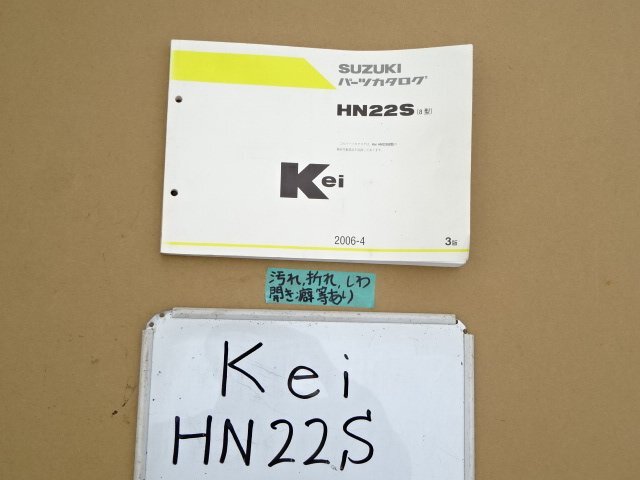 SUZUKI
パーツカタログ
HN22S (8型)
Kei
2006-4
3版
汚れ,折れ,しわ
開き癖等あり
Kei
HN22S